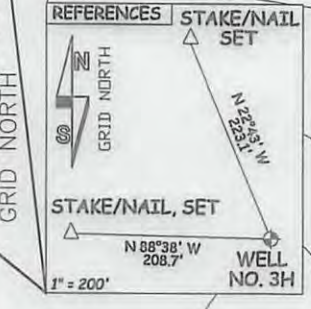 REFERENCES
STAKE/NAIL
SET
N
S
GRID NORTH
GRID NORTH
N 22°43' W
223.1'
STAKE/NAIL, SET
N 88°38' W
208.7'
WELL
NO. 3H
1" = 200'